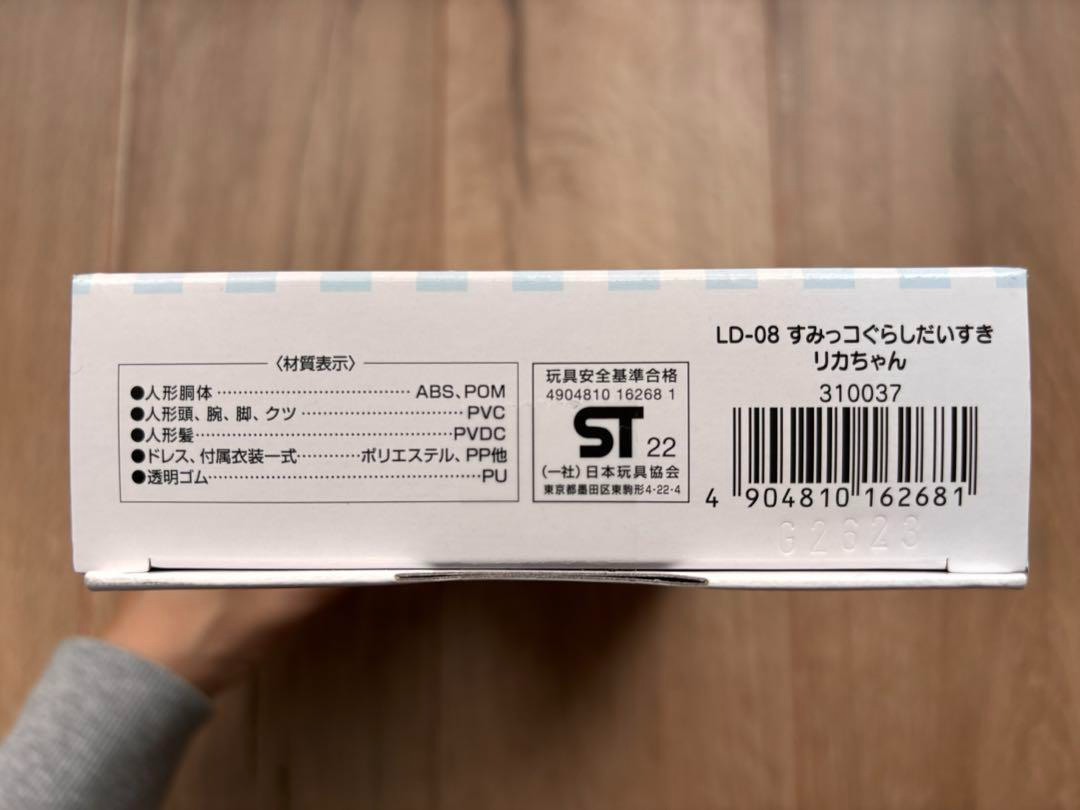 〈材質表示〉
●人形胴体……………………ABS、POM
●人形頭、腕、脚、クツ……………………PVC
●人形髪……………………PVDC
●ドレス、付属衣装一式…………ポリエステル、PP他
●透明ゴム……………………PU
玩具安全基準合格
4904810 16268 1
ST 22
(一社)日本玩具協会
東京都墨田区東駒形4-22-4
LD-08 すみっコぐらしだいすき
リカちゃん
310037
4 904810 162681
G2623